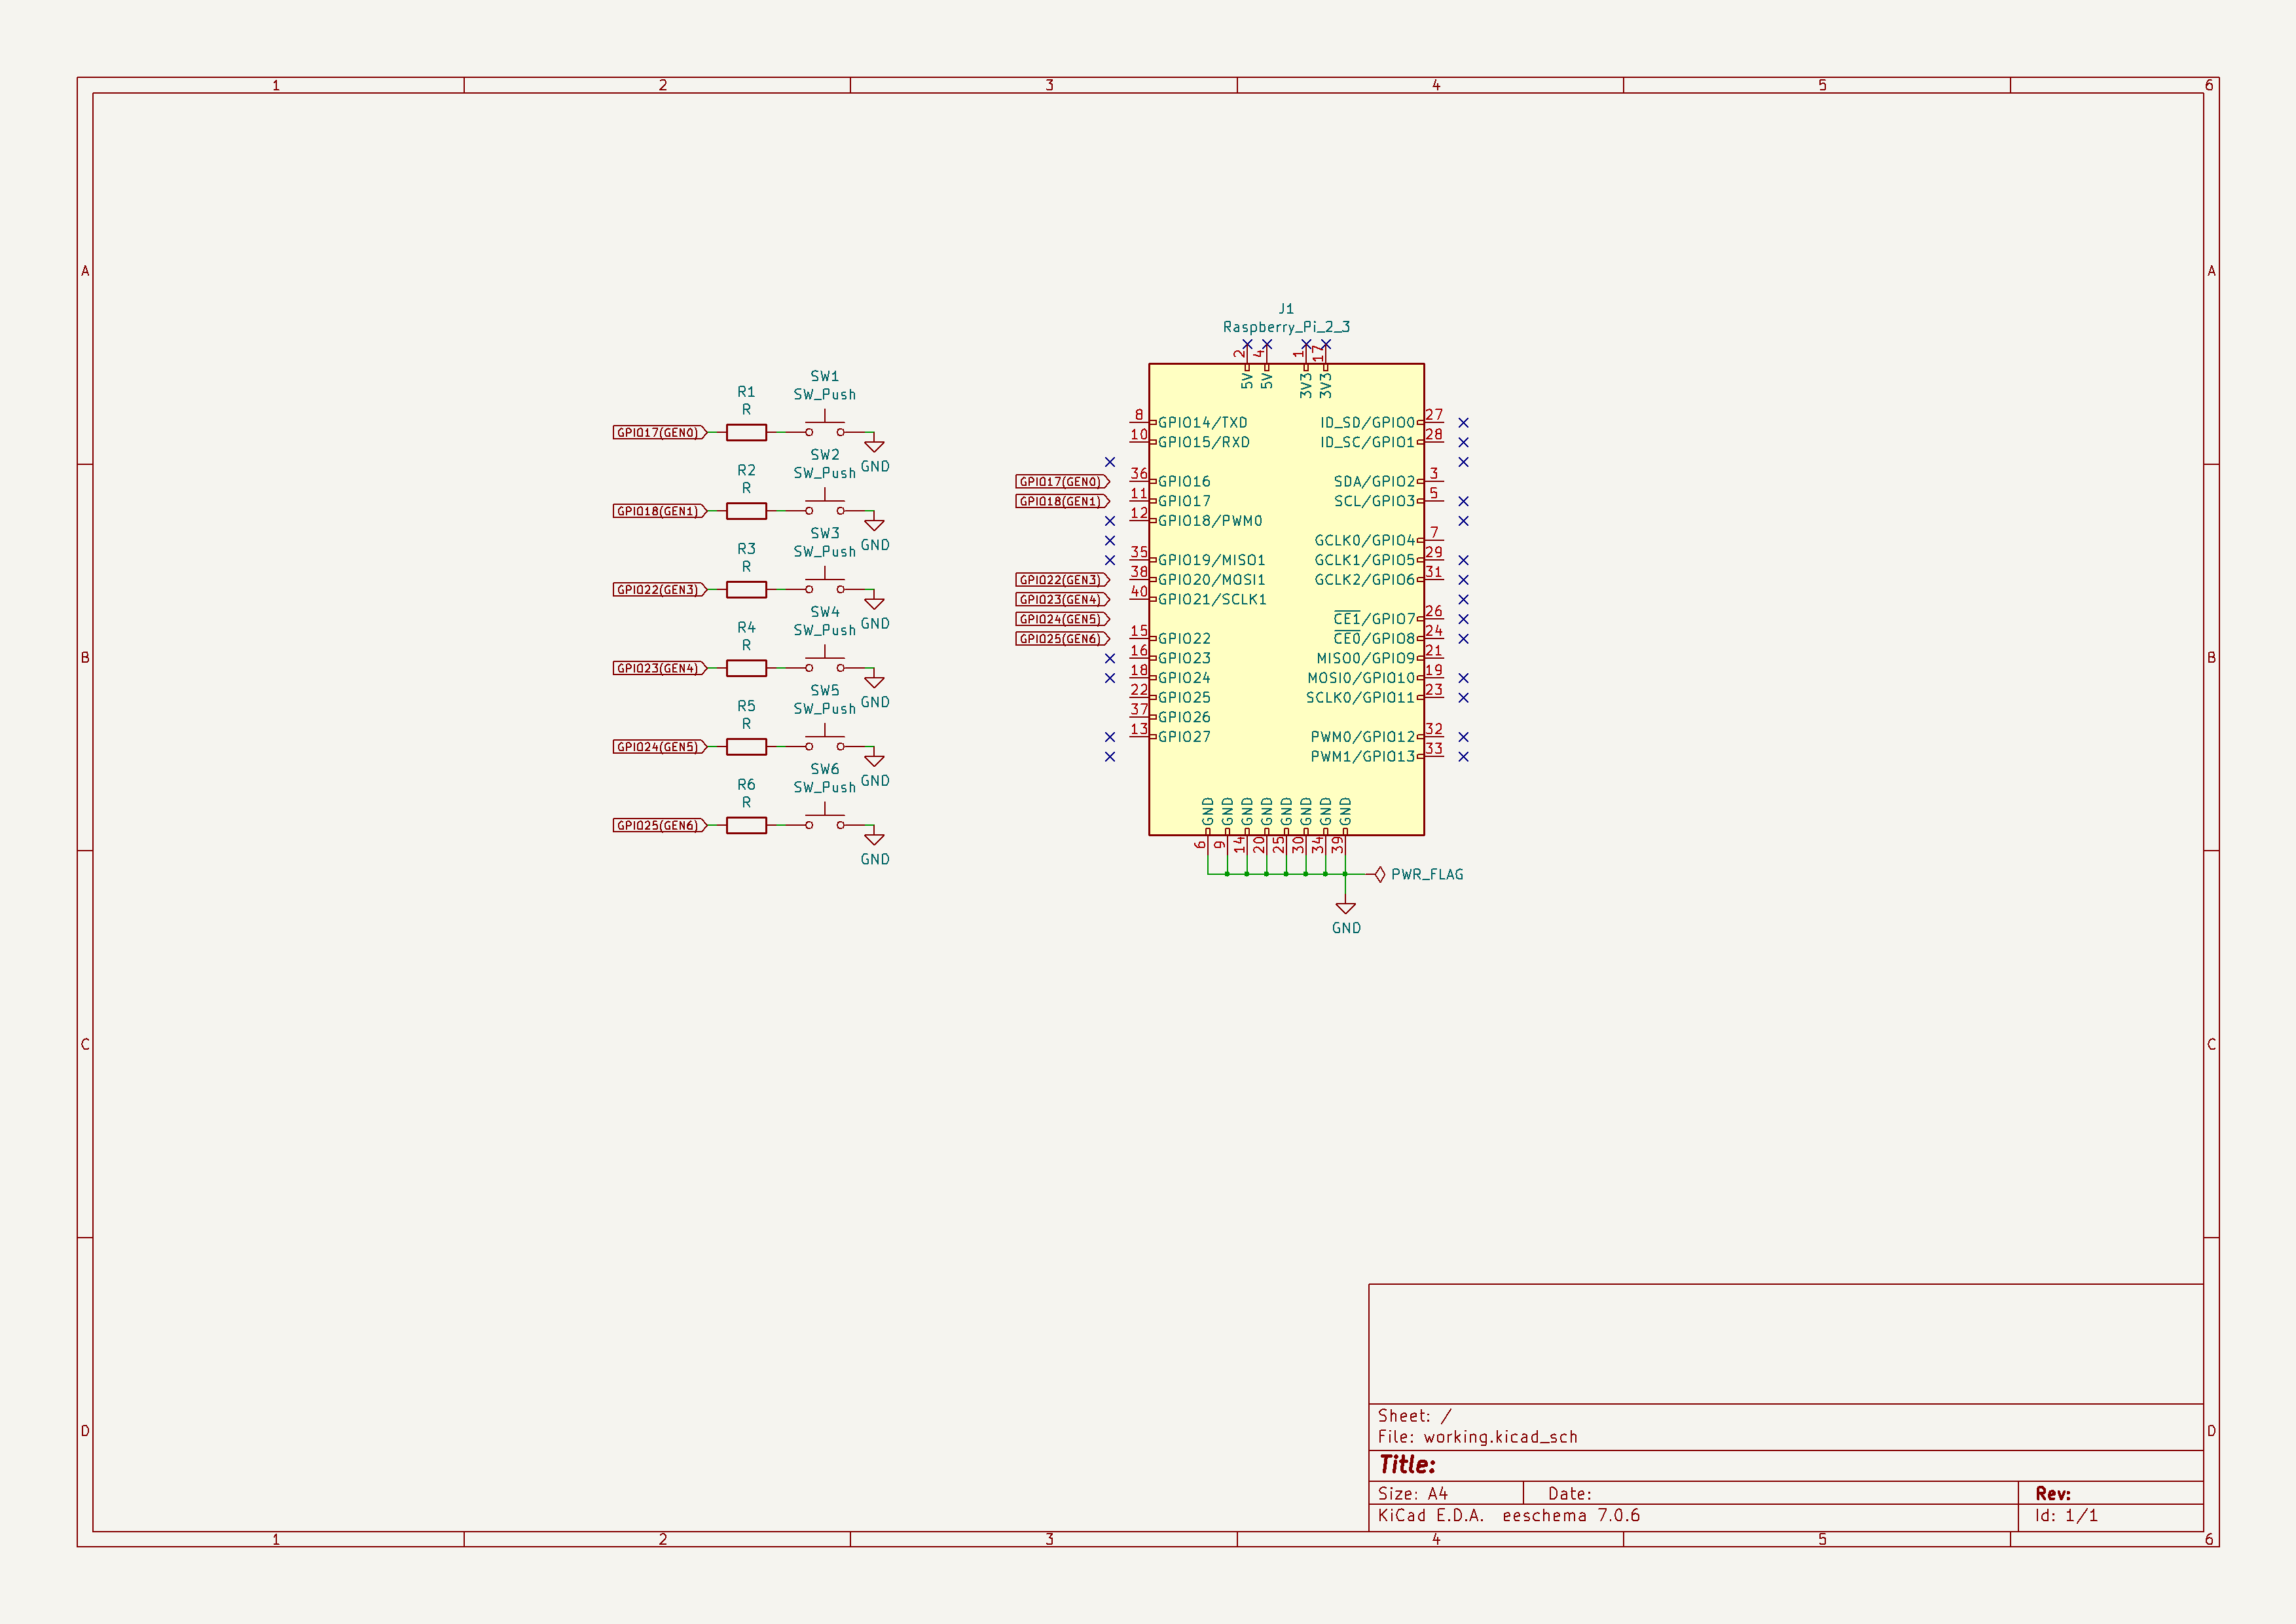 1 2 3 4 5 6
A A
B B
C C
D D
J1
Raspberry_Pi_2_3
2 4 1 17
5V 5V 3V3 3V3
R1
R
SW1
SW_Push
GPIO17(GEN0)
GND
R2
R
SW2
SW_Push
GPIO18(GEN1)
GND
R3
R
SW3
SW_Push
GPIO22(GEN3)
GND
R4
R
SW4
SW_Push
GPIO23(GEN4)
GND
R5
R
SW5
SW_Push
GPIO24(GEN5)
GND
R6
R
SW6
SW_Push
GPIO25(GEN6)
GND
GPIO17(GEN0)
GPIO18(GEN1)
GPIO22(GEN3)
GPIO23(GEN4)
GPIO24(GEN5)
GPIO25(GEN6)
8 GPIO14/TXD
10 GPIO15/RXD
36 GPIO16
11 GPIO17
12 GPIO18/PWM0
35 GPIO19/MISO1
38 GPIO20/MOSI1
40 GPIO21/SCLK1
15 GPIO22
16 GPIO23
18 GPIO24
22 GPIO25
37 GPIO26
13 GPIO27
ID_SD/GPIO0 27
ID_SC/GPIO1 28
SDA/GPIO2 3
SCL/GPIO3 5
GCLK0/GPIO4 7
GCLK1/GPIO5 29
GCLK2/GPIO6 31
CE1/GPIO7 26
CE0/GPIO8 24
MISO0/GPIO9 21
MOSI0/GPIO10 19
SCLK0/GPIO11 23
PWM0/GPIO12 32
PWM1/GPIO13 33
GND GND GND GND GND GND GND GND
6 9 14 20 25 30 34 39
PWR_FLAG
GND
Sheet: /
File: working.kicad_sch
Title:
Size: A4 Date: Rev:
KiCad E.D.A. eeschema 7.0.6 Id: 1/1
1 2 3 4 5 6